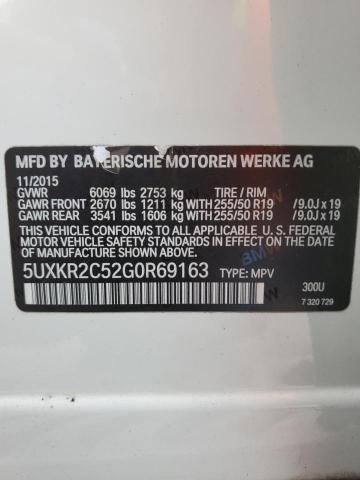 MFD BY BAYERISCHE MOTOREN WERKE AG
11/2015
GVWR 6069 lbs 2753 kg TIRE / RIM
GAWR FRONT 2670 lbs 1211 kg WITH 255/50 R19 /9.0J x 19
GAWR REAR 3541 lbs 1606 kg WITH 255/50 R19 /9.0J x 19
THIS VEHICLE CONFORMS TO ALL APPLICABLE U.S. FEDERAL
MOTOR VEHICLE SAFETY STANDARDS IN EFFECT ON THE DATE
OF MANUFACTURE SHOWN ABOVE.
5UXKR2C52G0R69163 TYPE: MPV
BMW
300U
7 320 729